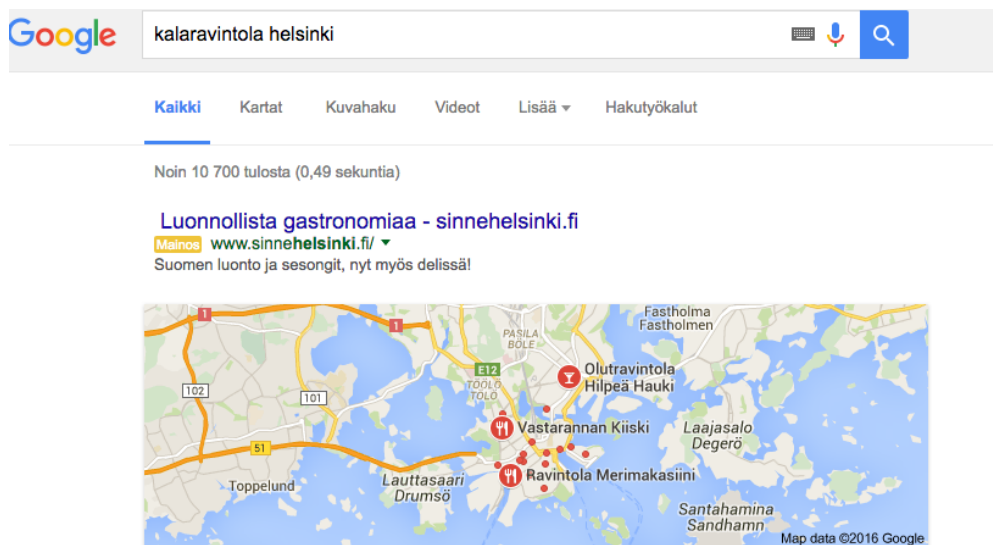 Google
kalaravintola helsinki
Kaikki Kartat Kuvahaku Videot Lisää Hakutyökalut
Noin 10 700 tulosta (0,49 sekuntia)
Luonnollista gastronomiaa - sinnehelsinki.fi
Mainos www.sinnehelsinki.fi/
Suomen luonto ja sesongit, nyt myös delissä!
1
1
Fastholma
Fastholmen
PASILA
BÖLE
E12
TÖÖLÖ
TÖLÖ
Olutravintola
Hilpeä Hauki
102
101
Vastarannan Kiiski
Laajasalo
Degerö
51
Toppelund
Lauttasaari
Drumsö
Ravintola Merimakasiini
Santahamina
Sandhamn
Map data ©2016 Google